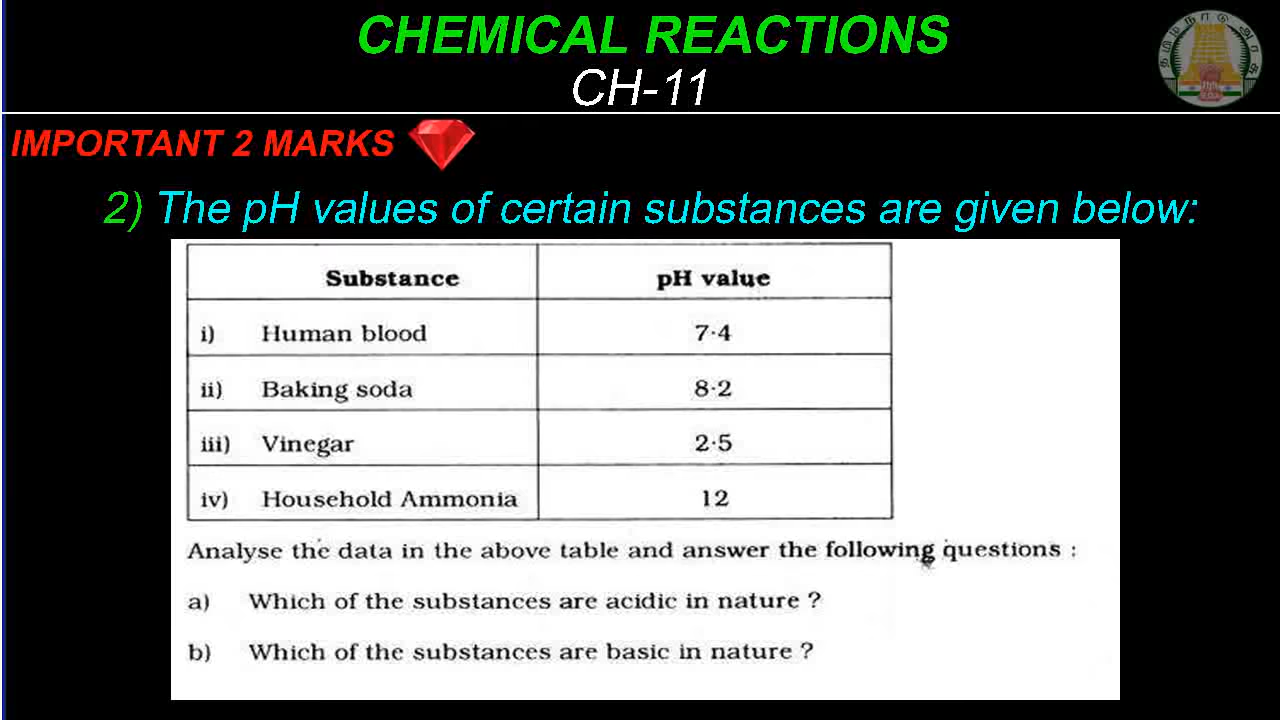 CHEMICAL REACTIONS
CH-11
தமிழ்நாடு அரசு
IMPORTANT 2 MARKS
2) The pH values of certain substances are given below:
Substance pH value
i) Human blood 7·4
ii) Baking soda 8·2
iii) Vinegar 2·5
iv) Household Ammonia 12
Analyse the data in the above table and answer the following questions :
a) Which of the substances are acidic in nature ?
b) Which of the substances are basic in nature ?